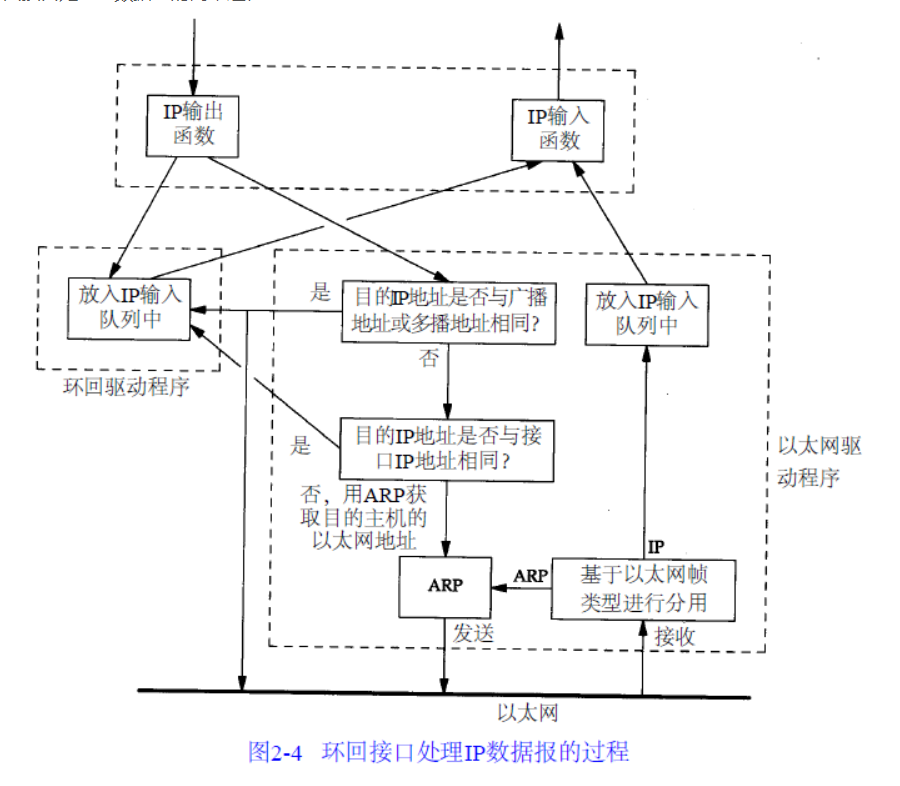 IP输出
函数
IP输入
函数
放入IP输入
队列中
环回驱动程序
是
目的IP地址是否与广播
地址或多播地址相同?
否
放入IP输入
队列中
是
目的IP地址是否与接
口IP地址相同?
以太网驱
动程序
否，用ARP获
取目的主机的
以太网地址
ARP
ARP
IP
基于以太网帧
类型进行分用
发送
接收
以太网
图2-4 环回接口处理IP数据报的过程